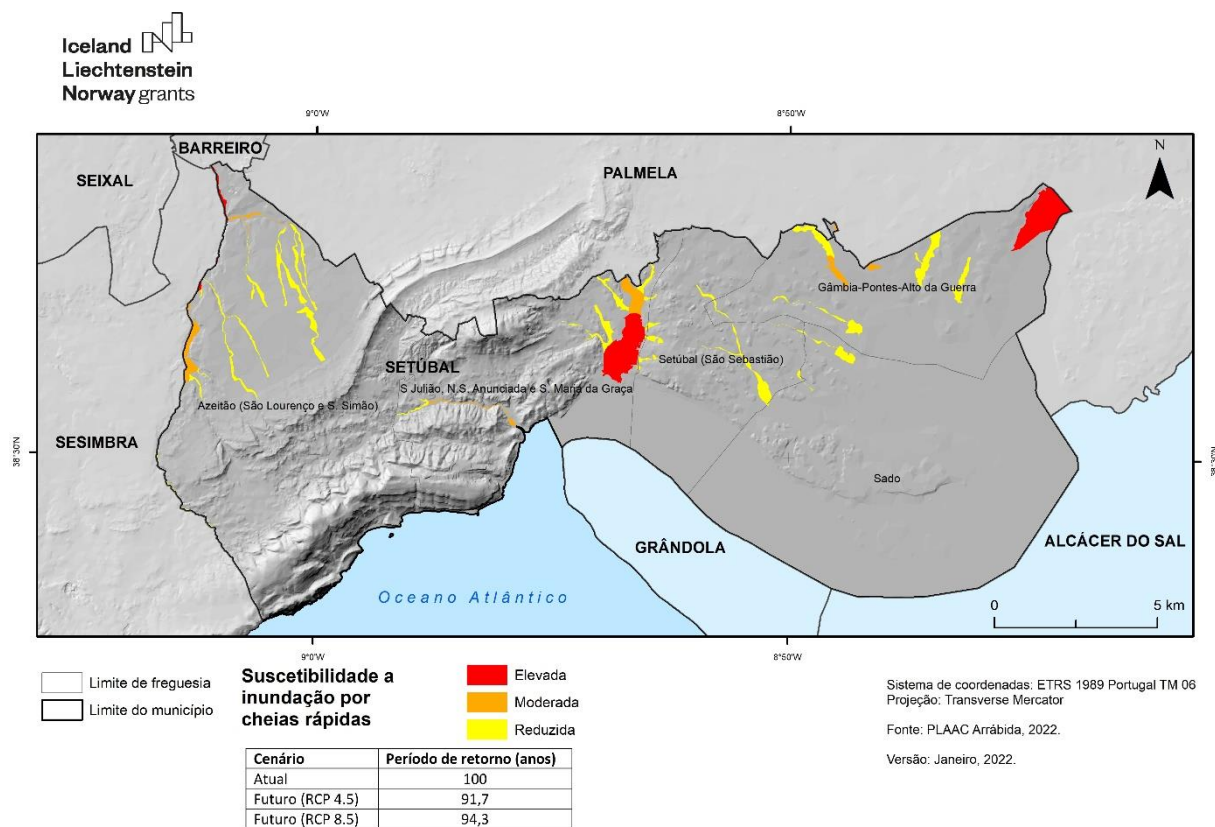 Iceland
Liechtenstein
Norway grants
9°0'W
8°50'W
BARREIRO
SEIXAL
PALMELA
N
Gâmbia-Pontes-Alto da Guerra
SETÚBAL
Setúbal (São Sebastião)
S Julião, N.S. Anunciada e S. Maria da Graça
Azeitão (São Lourenço e S. Simão)
SESIMBRA
38°30'N
Sado
GRÂNDOLA
ALCÁCER DO SAL
Oceano Atlântico
0 5 km
9°0'W
8°50'W
Limite de freguesia
Limite do município
Suscetibilidade a
inundação por
cheias rápidas
Elevada
Moderada
Reduzida
Sistema de coordenadas: ETRS 1989 Portugal TM 06
Projeção: Transverse Mercator
Fonte: PLAAC Arrábida, 2022.
Versão: Janeiro, 2022.
Cenário Período de retorno (anos)
Atual 100
Futuro (RCP 4.5) 91,7
Futuro (RCP 8.5) 94,3